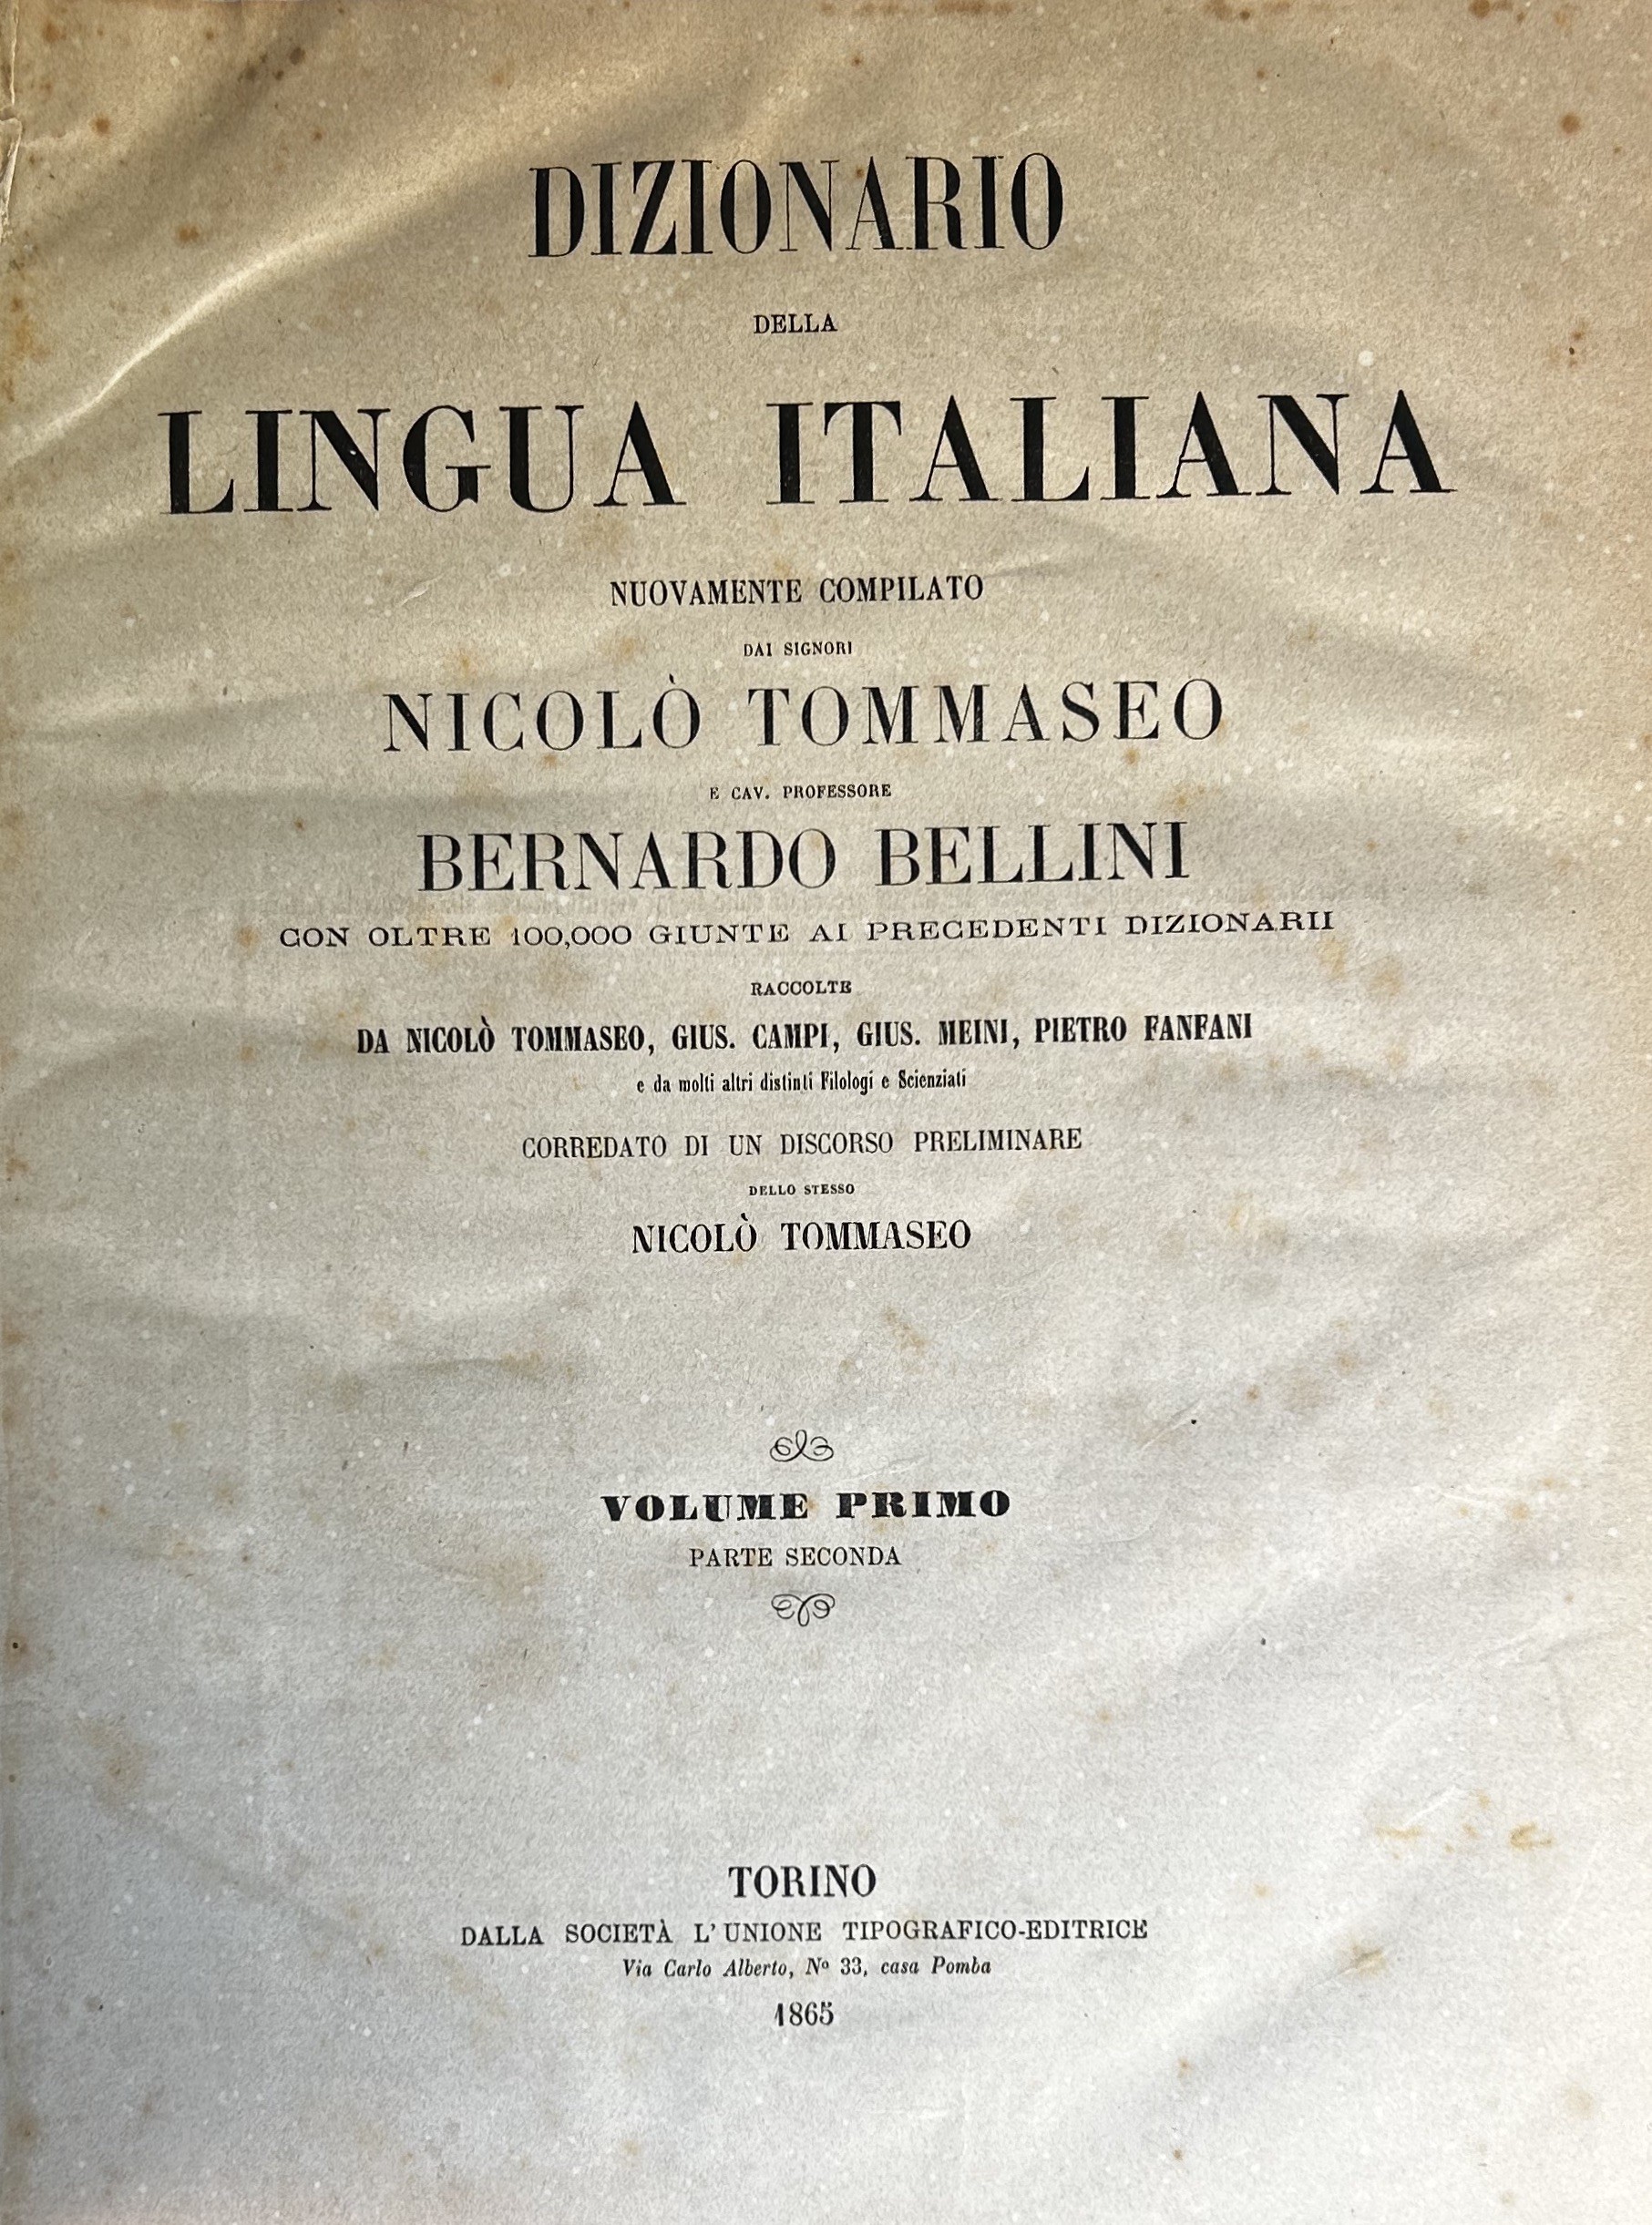 DIZIONARIO
DELLA
LINGUA ITALIANA
NUOVAMENTE COMPILATO
DAI SIGNORI
NICOLÒ TOMMASEO
E CAV. PROFESSORE
BERNARDO BELLINI
CON OLTRE 100,000 GIUNTE AI PRECEDENTI DIZIONARII
RACCOLTE
DA NICOLÒ TOMMASEO, GIUS. CAMPI, GIUS. MEINI, PIETRO FANFANI
e da molti altri distinti Filologi e Scienziati
CORREDATO DI UN DISCORSO PRELIMINARE
DELLO STESSO
NICOLÒ TOMMASEO
VOLUME PRIMO
PARTE SECONDA
TORINO
DALLA SOCIETÀ L'UNIONE TIPOGRAFICO-EDITRICE
Via Carlo Alberto, Nº 33, casa Pomba
1865